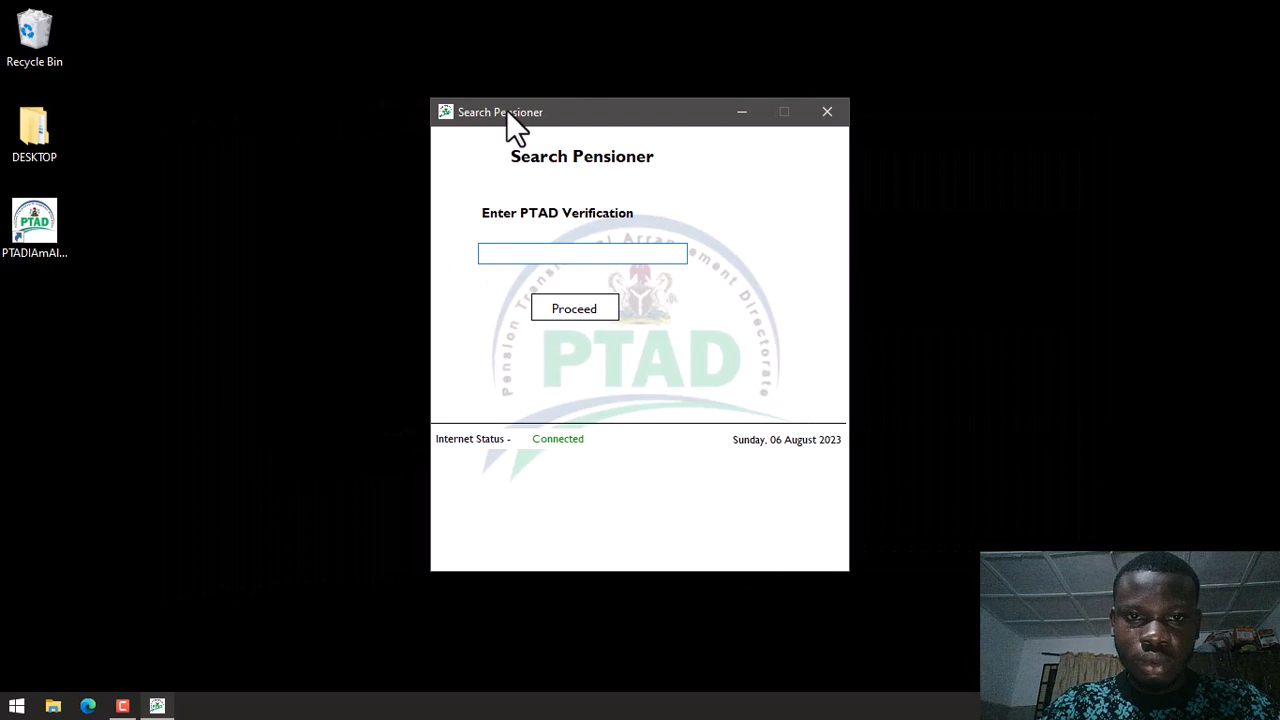 Recycle Bin
DESKTOP
PTAD
PTADIAmAl...
Search Pensioner
Search Pensioner
Enter PTAD Verification
Proceed
Pension Transitional Arrangement Directorate
PTAD
Internet Status - Connected
Sunday, 06 August 2023